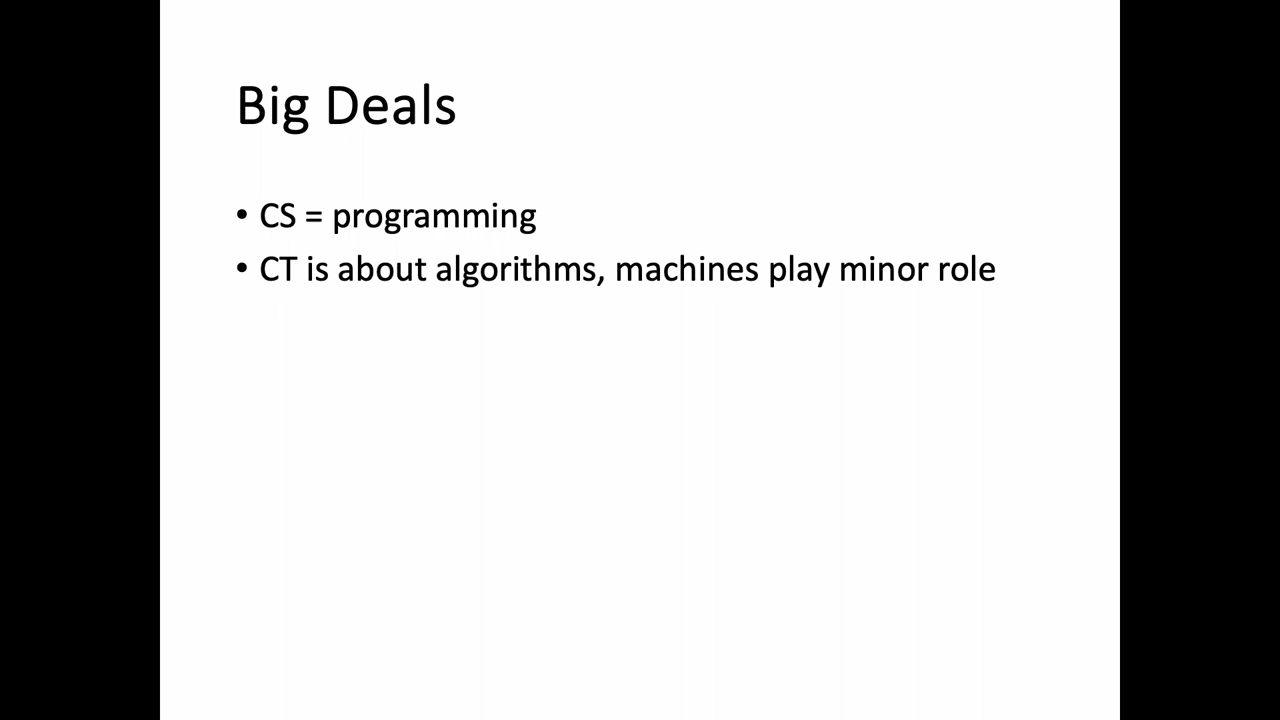 Big Deals
• CS = programming
• CT is about algorithms, machines play minor role